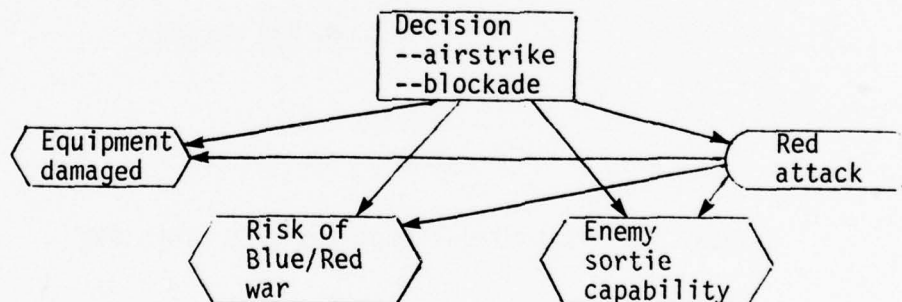 Decision
--airstrike
--blockade
Equipment
damaged
Red
attack
Risk of
Blue/Red
war
Enemy
sortie
capability